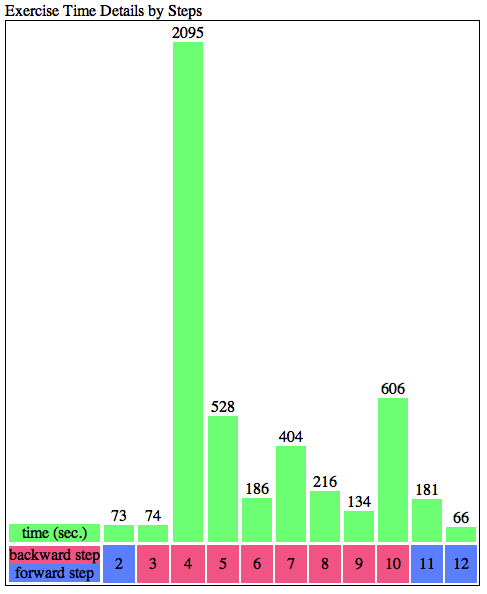 Exercise Time Details by Steps
2095
528
186
404
216
134
606
181
66
73
74
time (sec.)
backward step
forward step
2 3 4 5 6 7 8 9 10 11 12